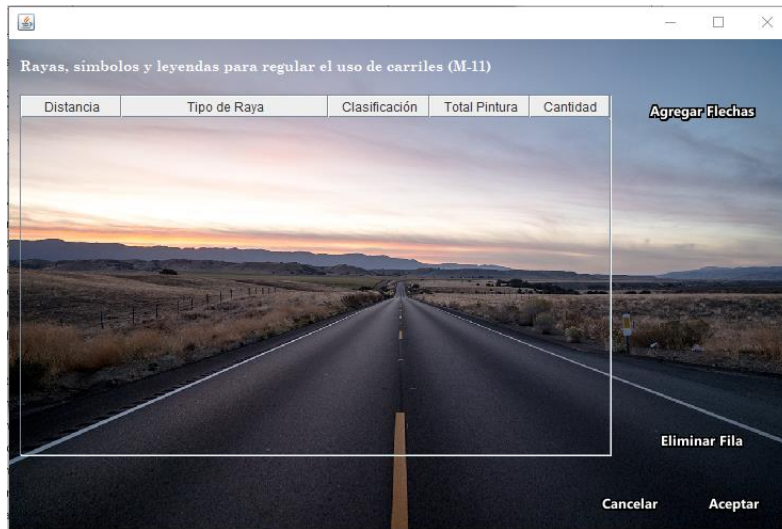 Rayas, simbolos y leyendas para regular el uso de carriles (M-11)
Distancia Tipo de Raya Clasificación Total Pintura Cantidad
Agregar Flechas
Eliminar Fila
Cancelar Aceptar